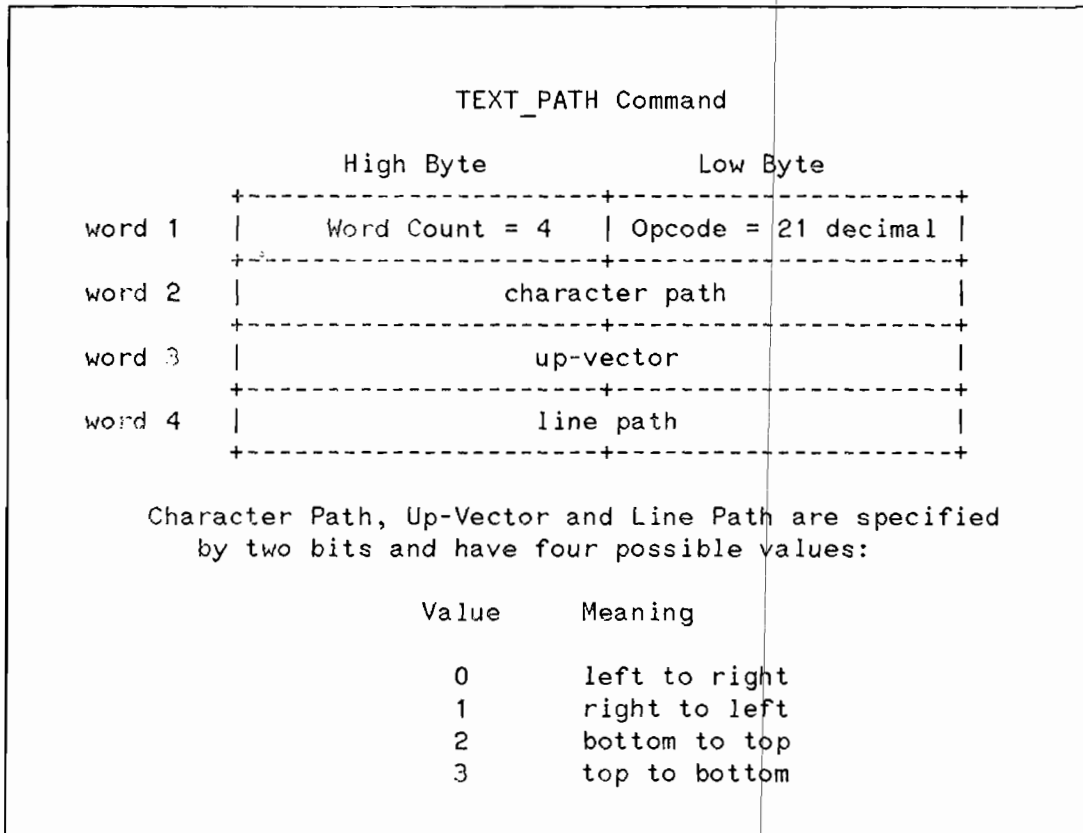 TEXT_PATH Command
High Byte Low Byte
+----------------------+---------------------+
word 1 | Word Count = 4 | Opcode = 21 decimal |
+----------------------+---------------------+
word 2 | character path |
+----------------------+---------------------+
word 3 | up-vector |
+----------------------+---------------------+
word 4 | line path |
+----------------------+---------------------+
Character Path, Up-Vector and Line Path are specified
by two bits and have four possible values:
Value Meaning
0 left to right
1 right to left
2 bottom to top
3 top to bottom